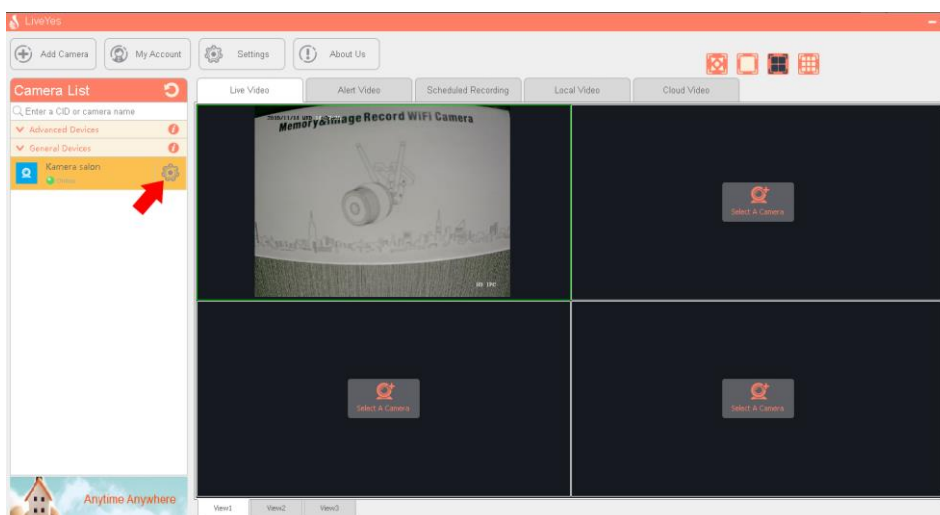 LiveYes
Add Camera
My Account
Settings
About Us
Camera List
Enter a CID or camera name
Advanced Devices
General Devices
Kamera salon
Live Video
Alert Video
Scheduled Recording
Local Video
Cloud Video
Memory&Image Record WIFI Camera
Select A Camera
Select A Camera
Select A Camera
Anytime Anywhere
View1
View2
View3